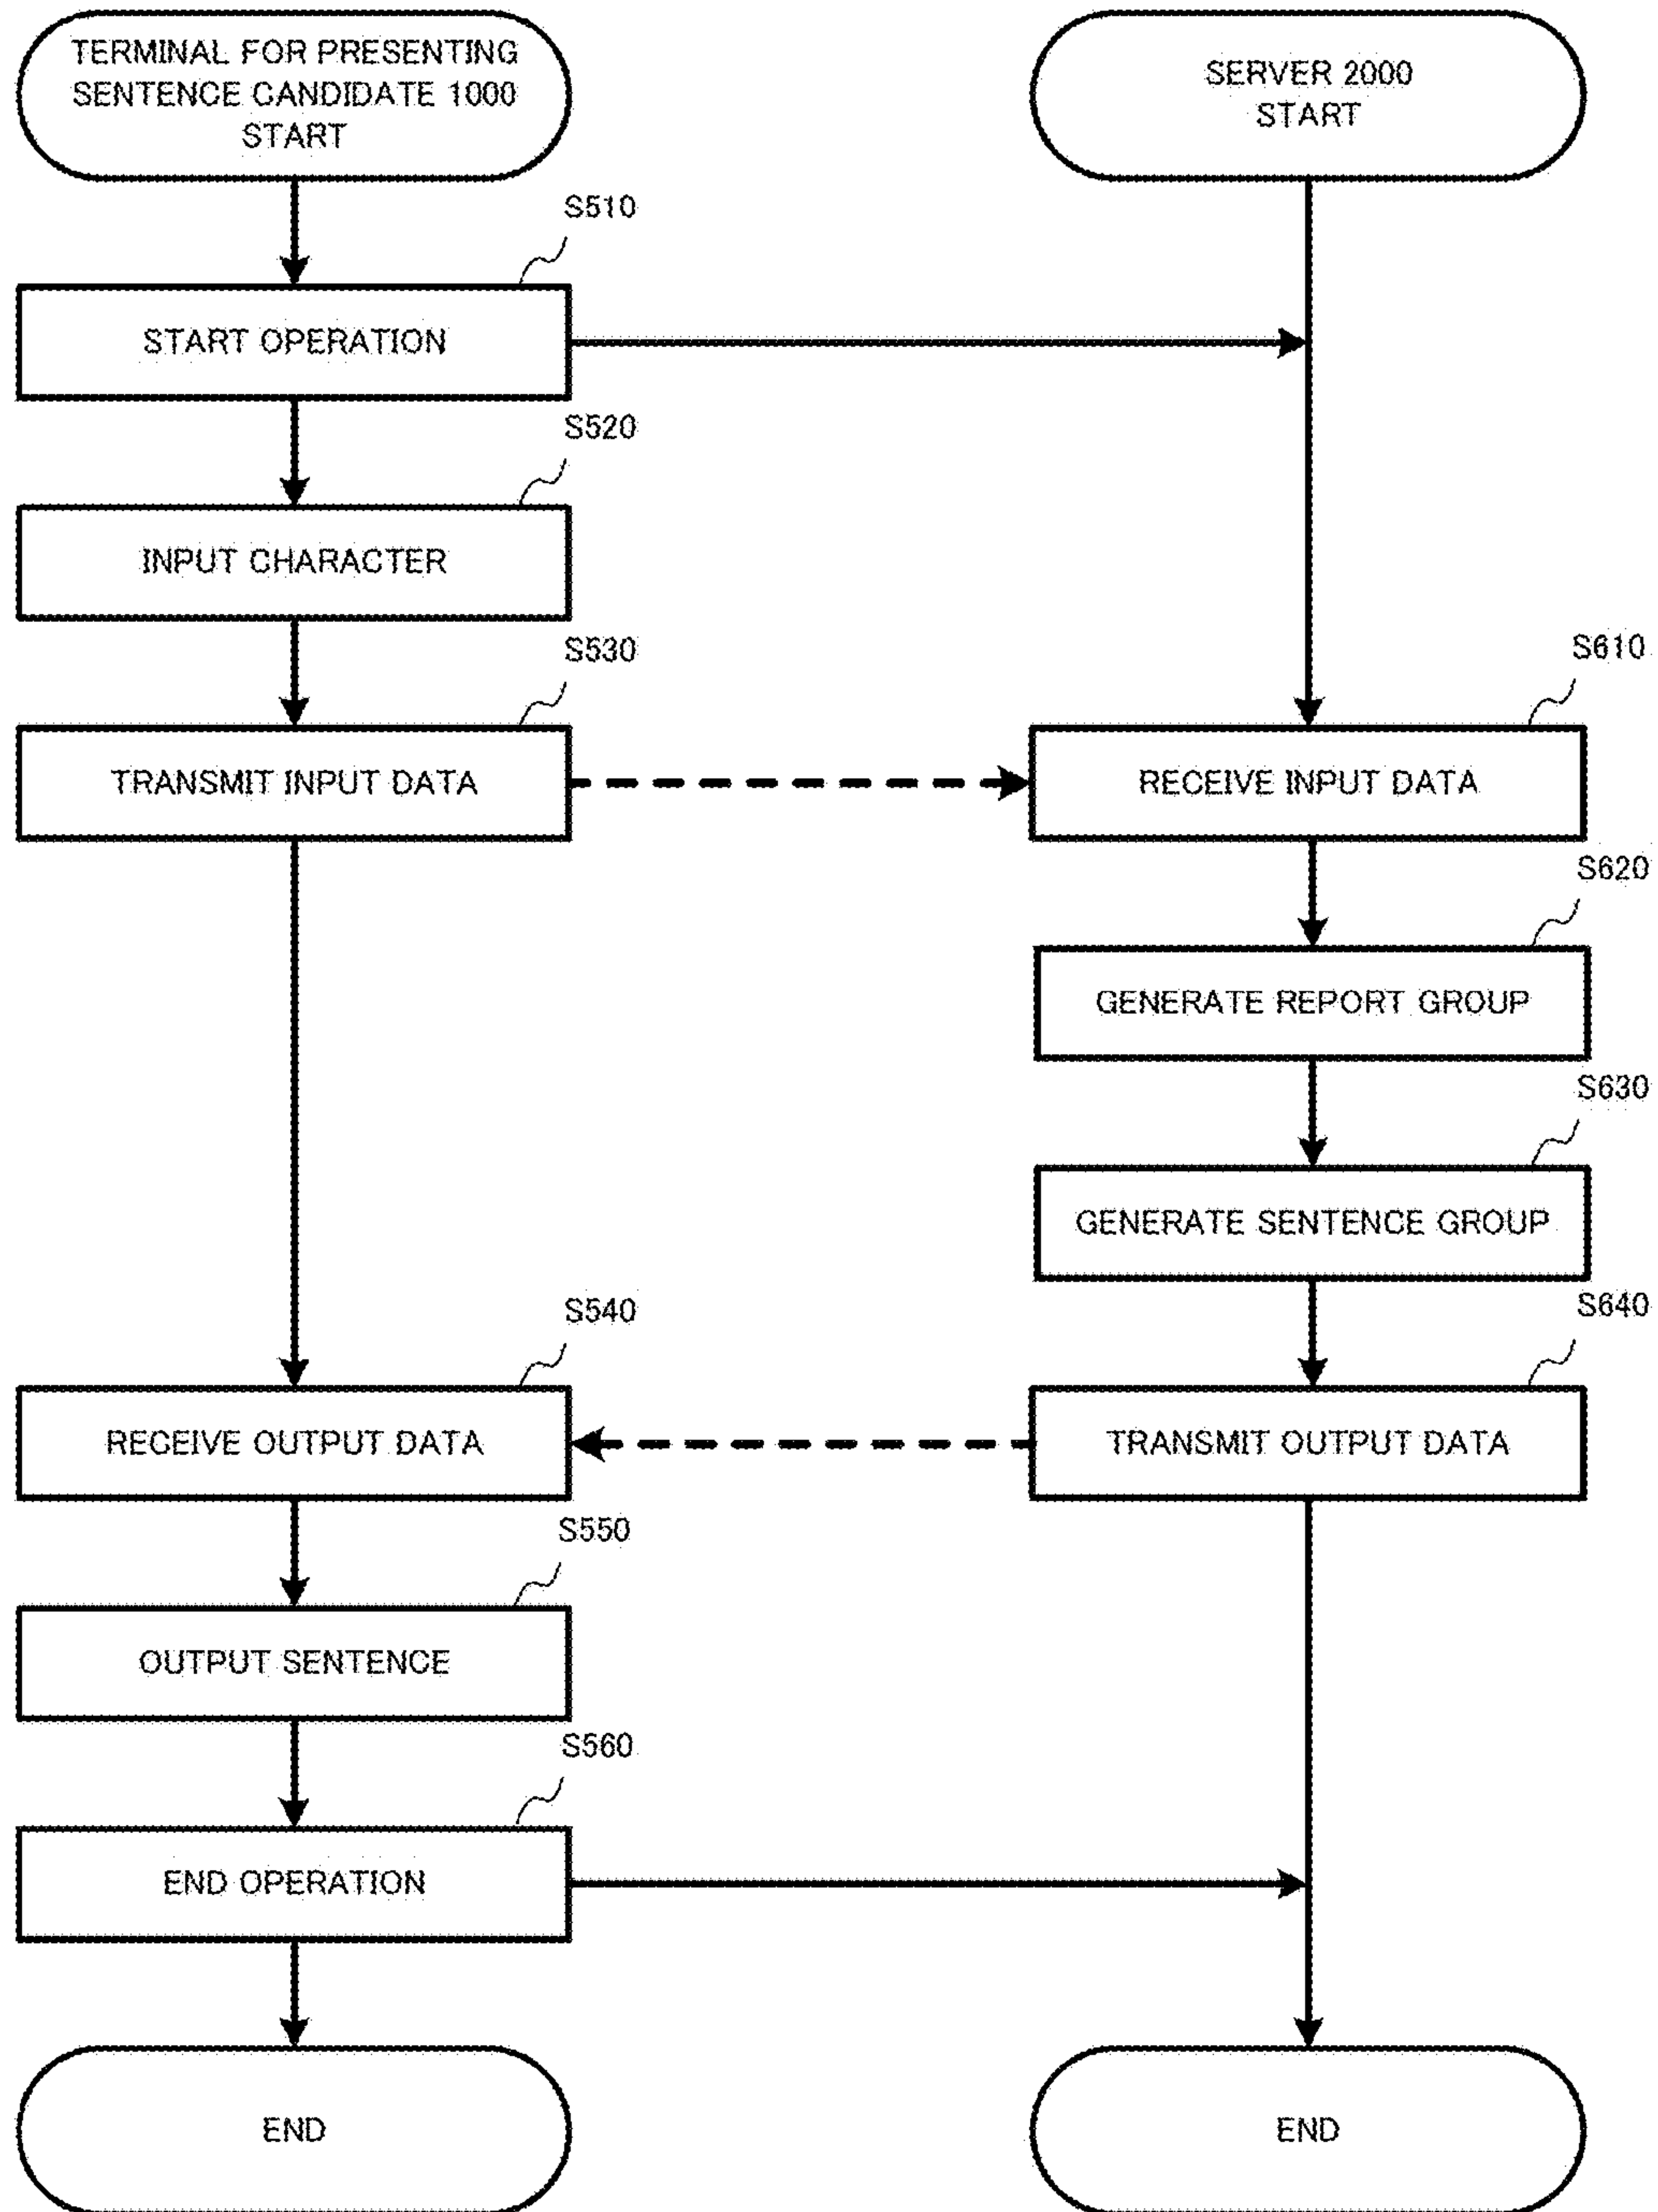 TERMINAL FOR PRESENTING
SENTENCE CANDIDATE 1000
START
SERVER 2000
START
S510
START OPERATION
S520
INPUT CHARACTER
S530
TRANSMIT INPUT DATA
S610
RECEIVE INPUT DATA
S620
GENERATE REPORT GROUP
S630
GENERATE SENTENCE GROUP
S540
RECEIVE OUTPUT DATA
S640
TRANSMIT OUTPUT DATA
S550
OUTPUT SENTENCE
S560
END OPERATION
END
END